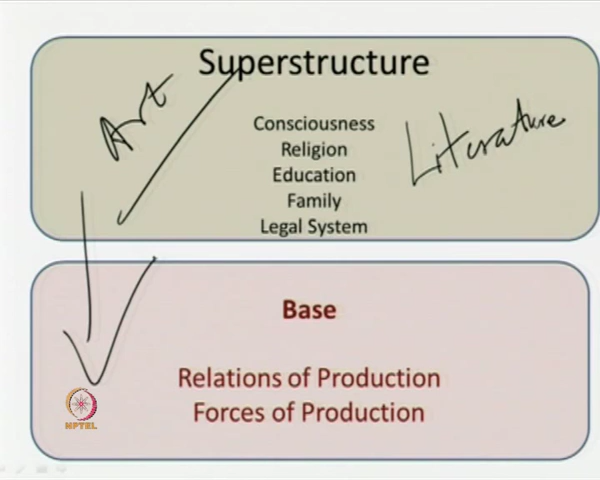 Superstructure
Art
Literature
Consciousness
Religion
Education
Family
Legal System
Base
Relations of Production
Forces of Production
NPTEL